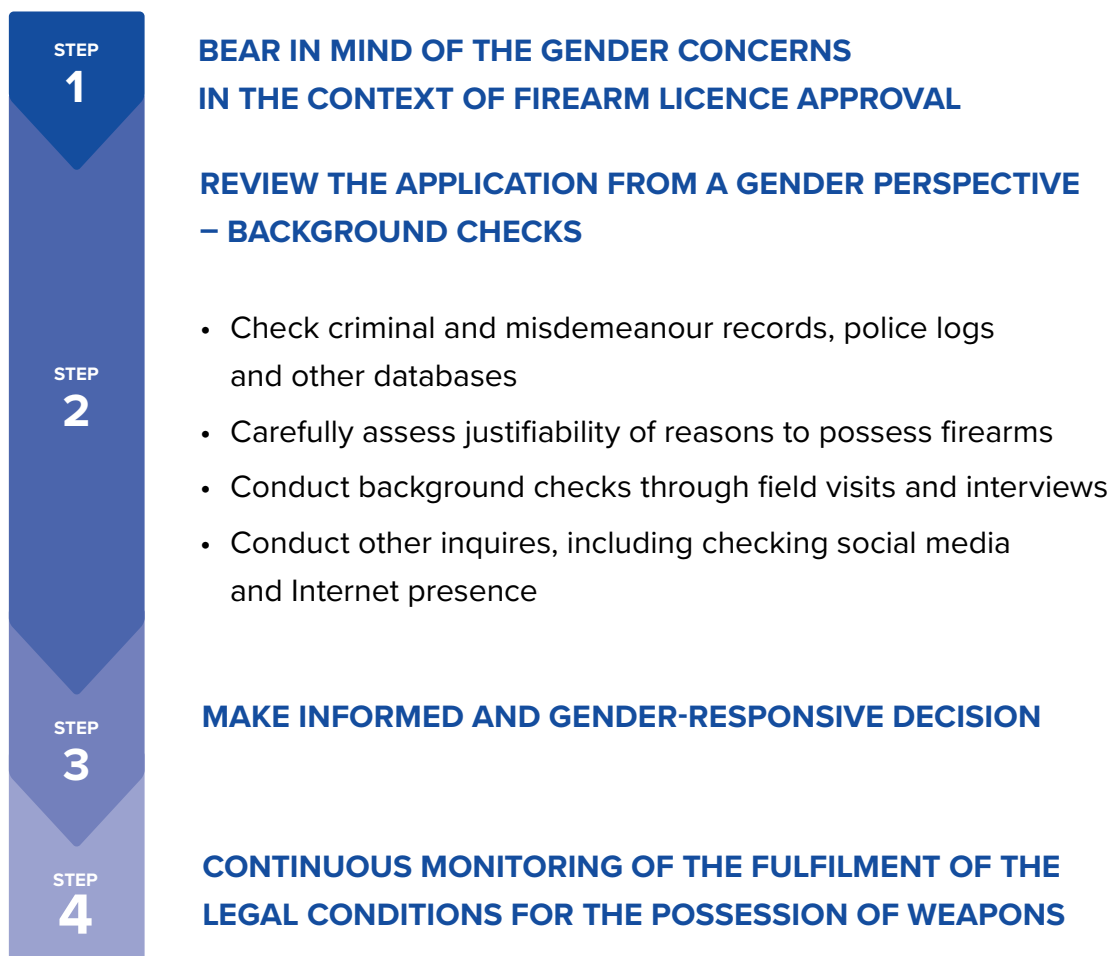 STEP
1
BEAR IN MIND OF THE GENDER CONCERNS
IN THE CONTEXT OF FIREARM LICENCE APPROVAL
STEP
2
REVIEW THE APPLICATION FROM A GENDER PERSPECTIVE
– BACKGROUND CHECKS
• Check criminal and misdemeanour records, police logs
and other databases
• Carefully assess justifiability of reasons to possess firearms
• Conduct background checks through field visits and interviews
• Conduct other inquires, including checking social media
and Internet presence
STEP
3
MAKE INFORMED AND GENDER-RESPONSIVE DECISION
STEP
4
CONTINUOUS MONITORING OF THE FULFILMENT OF THE
LEGAL CONDITIONS FOR THE POSSESSION OF WEAPONS